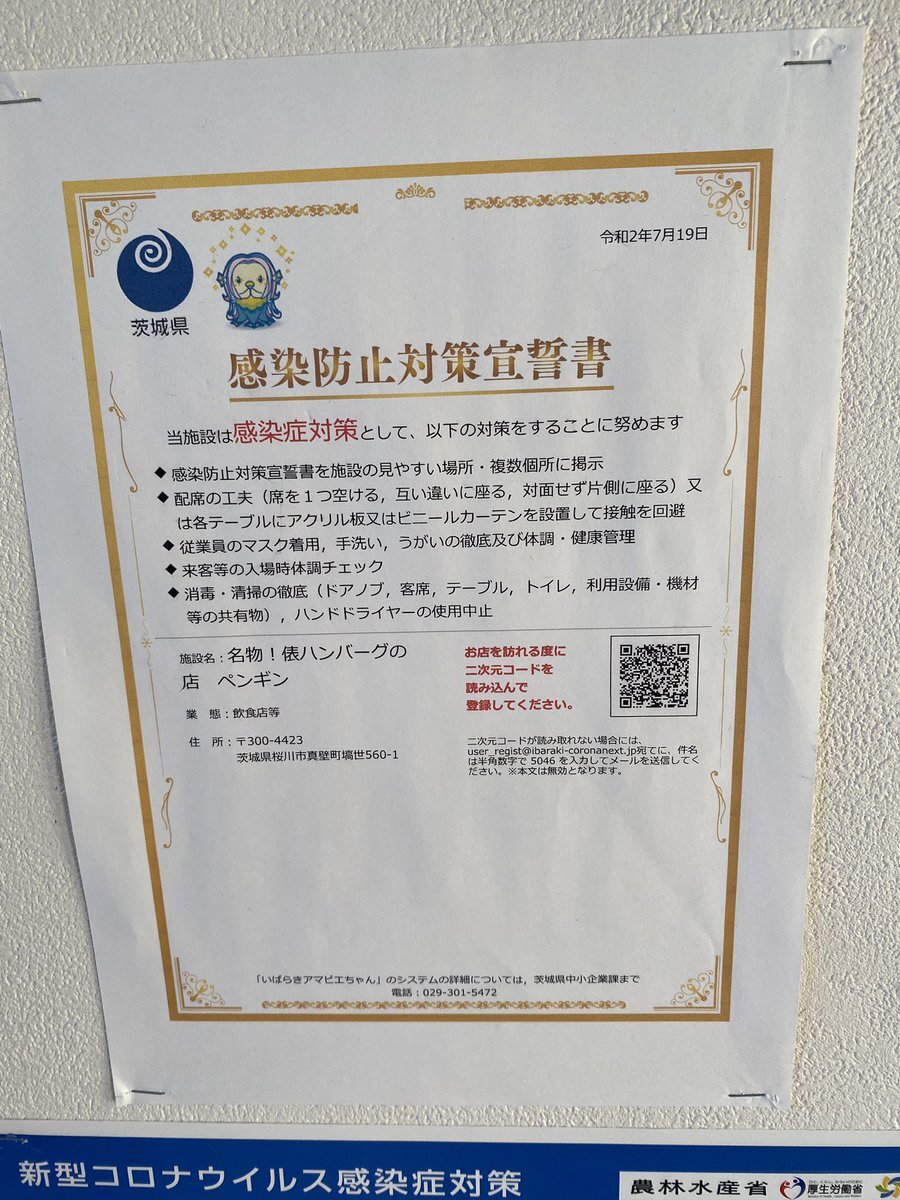 令和2年7月19日
茨城県
感染防止対策宣誓書
当施設は感染症対策として、以下の対策をすることに努めます
◆ 感染防止対策宣誓書を施設の見やすい場所・複数個所に掲示
◆ 配席の工夫（席を１つ空ける，互い違いに座る，対面せず片側に座る）又
は各テーブルにアクリル板又はビニールカーテンを設置して接触を回避
◆ 従業員のマスク着用，手洗い，うがいの徹底及び体調・健康管理
◆ 来客等の入場時体調チェック
◆ 消毒・清掃の徹底（ドアノブ，客席，テーブル，トイレ，利用設備・機材
等の共有物），ハンドドライヤーの使用中止
施設名：名物！俵ハンバーグの
店　ペンギン
業　態：飲食店等
住　所：〒300-4423
茨城県桜川市真壁町塙世560-1
お店を訪れる度に
二次元コードを
読み込んで
登録してください。
二次元コードが読み取れない場合には、
user_regist@ibaraki-coronanext.jp宛てに、件名
は半角数字で 5046 を入力してメールを送信してく
ださい。※本文は無効となります。
「いばらきアマビエちゃん」のシステムの詳細については，茨城県中小企業課まで
電話：029-301-5472
新型コロナウイルス感染症対策
農林水産省
厚生労働省